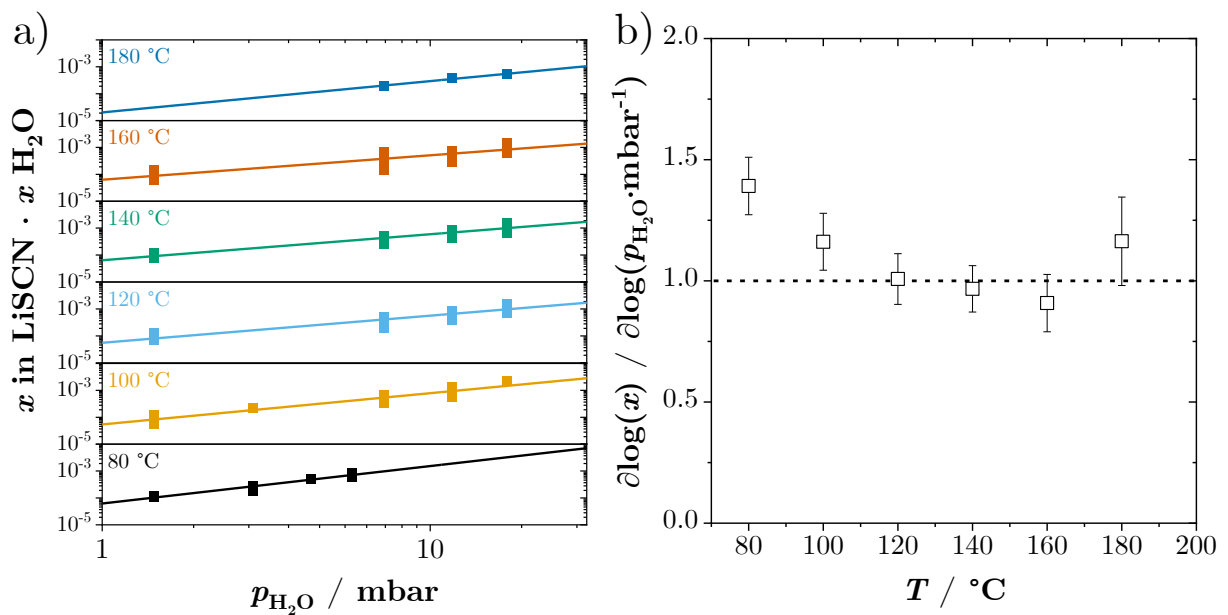 a)
x in LiSCN · x H₂O
180 °C
10⁻³
10⁻⁵
160 °C
10⁻³
10⁻⁵
140 °C
10⁻³
10⁻⁵
120 °C
10⁻³
10⁻⁵
100 °C
10⁻³
10⁻⁵
80 °C
10⁻³
10⁻⁵
1
10
p_H₂O / mbar
b)
∂log(x) / ∂log(p_H₂O·mbar⁻¹)
2.0
1.5
1.0
0.5
0.0
80
100
120
140
160
180
200
T / °C